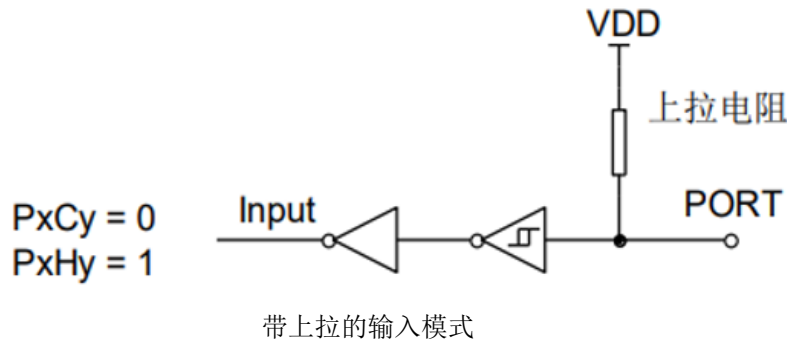 VDD
上拉电阻
PORT
Input
PxCy = 0
PxHy = 1
带上拉的输入模式